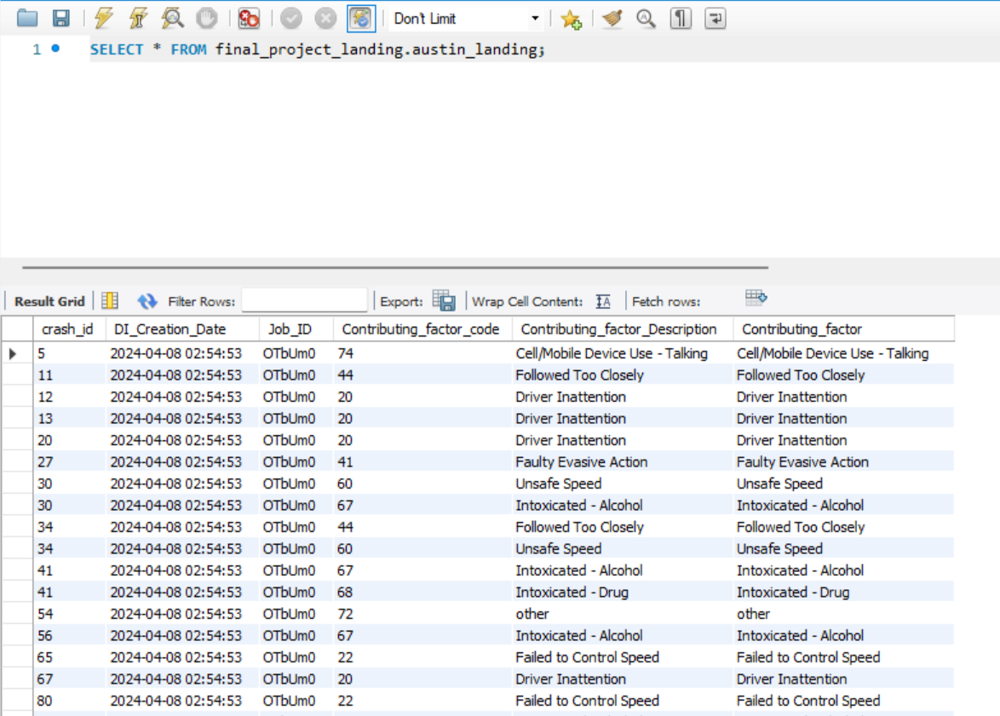 Don't Limit
1 SELECT * FROM final_project_landing.austin_landing;
Result Grid Filter Rows: Export: Wrap Cell Content: IA Fetch rows:
crash_id DI_Creation_Date Job_ID Contributing_factor_code Contributing_factor_Description Contributing_factor
5 2024-04-08 02:54:53 OTbUm0 74 Cell/Mobile Device Use - Talking Cell/Mobile Device Use - Talking
11 2024-04-08 02:54:53 OTbUm0 44 Followed Too Closely Followed Too Closely
12 2024-04-08 02:54:53 OTbUm0 20 Driver Inattention Driver Inattention
13 2024-04-08 02:54:53 OTbUm0 20 Driver Inattention Driver Inattention
20 2024-04-08 02:54:53 OTbUm0 20 Driver Inattention Driver Inattention
27 2024-04-08 02:54:53 OTbUm0 41 Faulty Evasive Action Faulty Evasive Action
30 2024-04-08 02:54:53 OTbUm0 60 Unsafe Speed Unsafe Speed
30 2024-04-08 02:54:53 OTbUm0 67 Intoxicated - Alcohol Intoxicated - Alcohol
34 2024-04-08 02:54:53 OTbUm0 44 Followed Too Closely Followed Too Closely
34 2024-04-08 02:54:53 OTbUm0 60 Unsafe Speed Unsafe Speed
41 2024-04-08 02:54:53 OTbUm0 67 Intoxicated - Alcohol Intoxicated - Alcohol
41 2024-04-08 02:54:53 OTbUm0 68 Intoxicated - Drug Intoxicated - Drug
54 2024-04-08 02:54:53 OTbUm0 72 other other
56 2024-04-08 02:54:53 OTbUm0 67 Intoxicated - Alcohol Intoxicated - Alcohol
65 2024-04-08 02:54:53 OTbUm0 22 Failed to Control Speed Failed to Control Speed
67 2024-04-08 02:54:53 OTbUm0 20 Driver Inattention Driver Inattention
80 2024-04-08 02:54:53 OTbUm0 22 Failed to Control Speed Failed to Control Speed